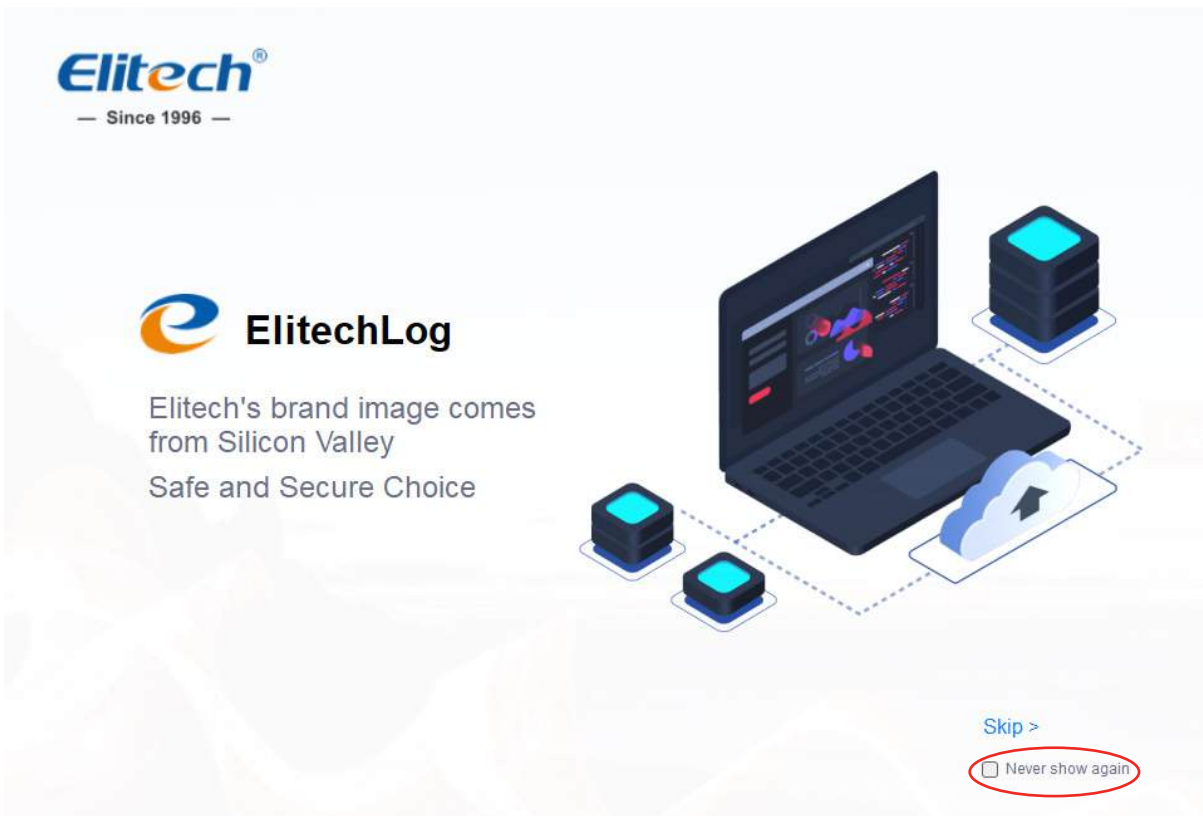 Elitech®
— Since 1996 —
ElitechLog
Elitech's brand image comes
from Silicon Valley
Safe and Secure Choice
Skip >
Never show again